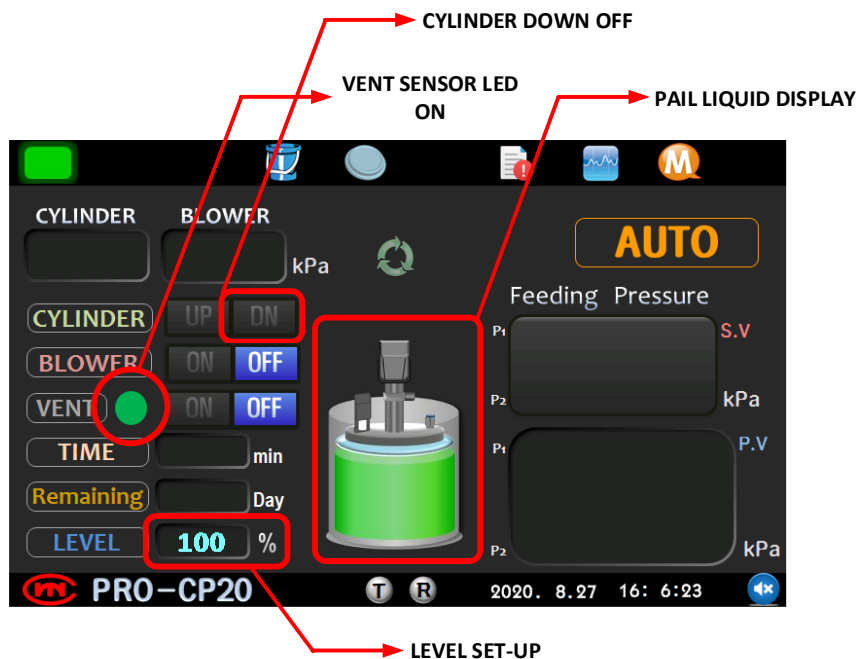 CYLINDER DOWN OFF
VENT SENSOR LED
ON
PAIL LIQUID DISPLAY
M
CYLINDER BLOWER
kPa
AUTO
CYLINDER UP DN
BLOWER ON OFF
VENT ON OFF
TIME min
Remaining Day
LEVEL 100 %
Feeding Pressure
P1 S.V
P2 kPa
P1 P.V
P2 kPa
PRO-CP20 T R 2020. 8.27 16: 6:23
LEVEL SET-UP